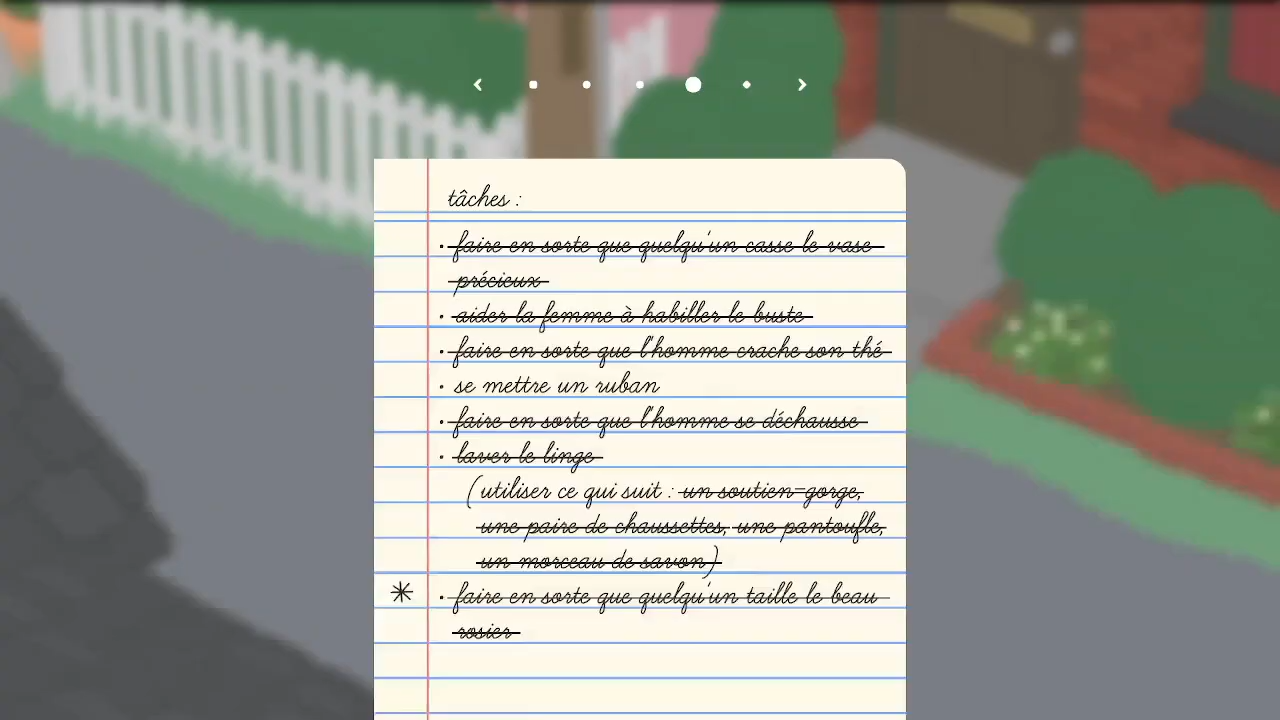 tâches :
· faire en sorte que quelqu'un casse le vase
précieux
· aider la femme à habiller le buste
· faire en sorte que l'homme crache son thé
· se mettre un ruban
· faire en sorte que l'homme se déchausse
· laver le linge
(utiliser ce qui suit : un soutien-gorge,
une paire de chaussettes, une pantoufle,
un morceau de savon)
· faire en sorte que quelqu'un taille le beau
rosier